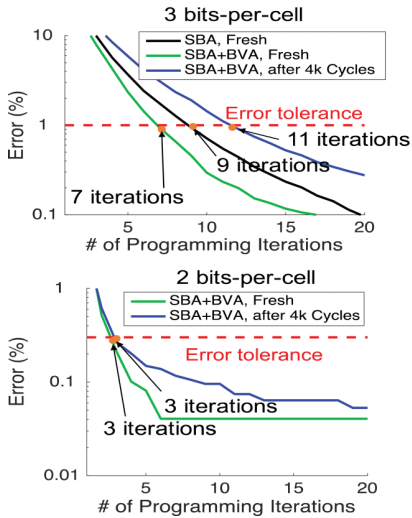 3 bits-per-cell
10
SBA, Fresh
SBA+BVA, Fresh
SBA+BVA, after 4k Cycles
Error tolerance
1
11 iterations
9 iterations
7 iterations
Error (%)
0.1
5
10
15
20
# of Programming Iterations
2 bits-per-cell
1
SBA+BVA, Fresh
SBA+BVA, after 4k Cycles
Error tolerance
0.1
3 iterations
3 iterations
Error (%)
0.01
5
10
15
20
# of Programming Iterations